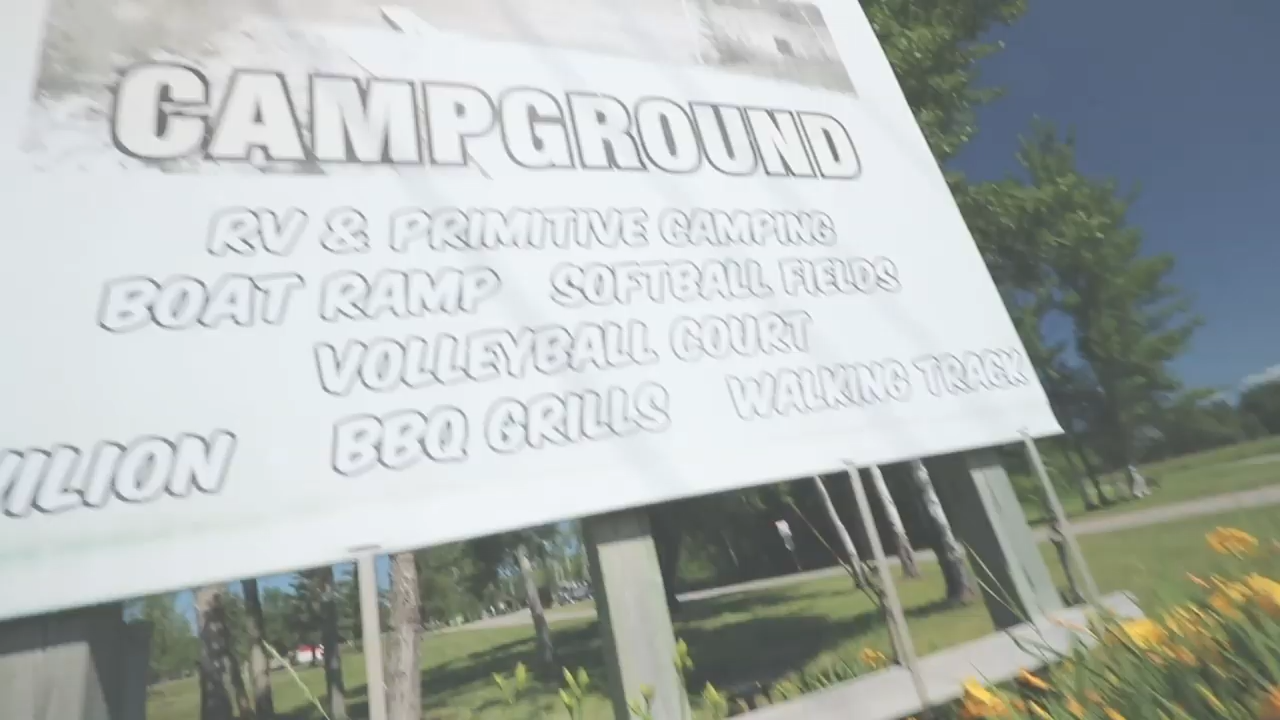 CAMPGROUND
RV & PRIMITIVE CAMPING
BOAT RAMP SOFTBALL FIELDS
VOLLEYBALL COURT
BBQ GRILLS WALKING TRACK